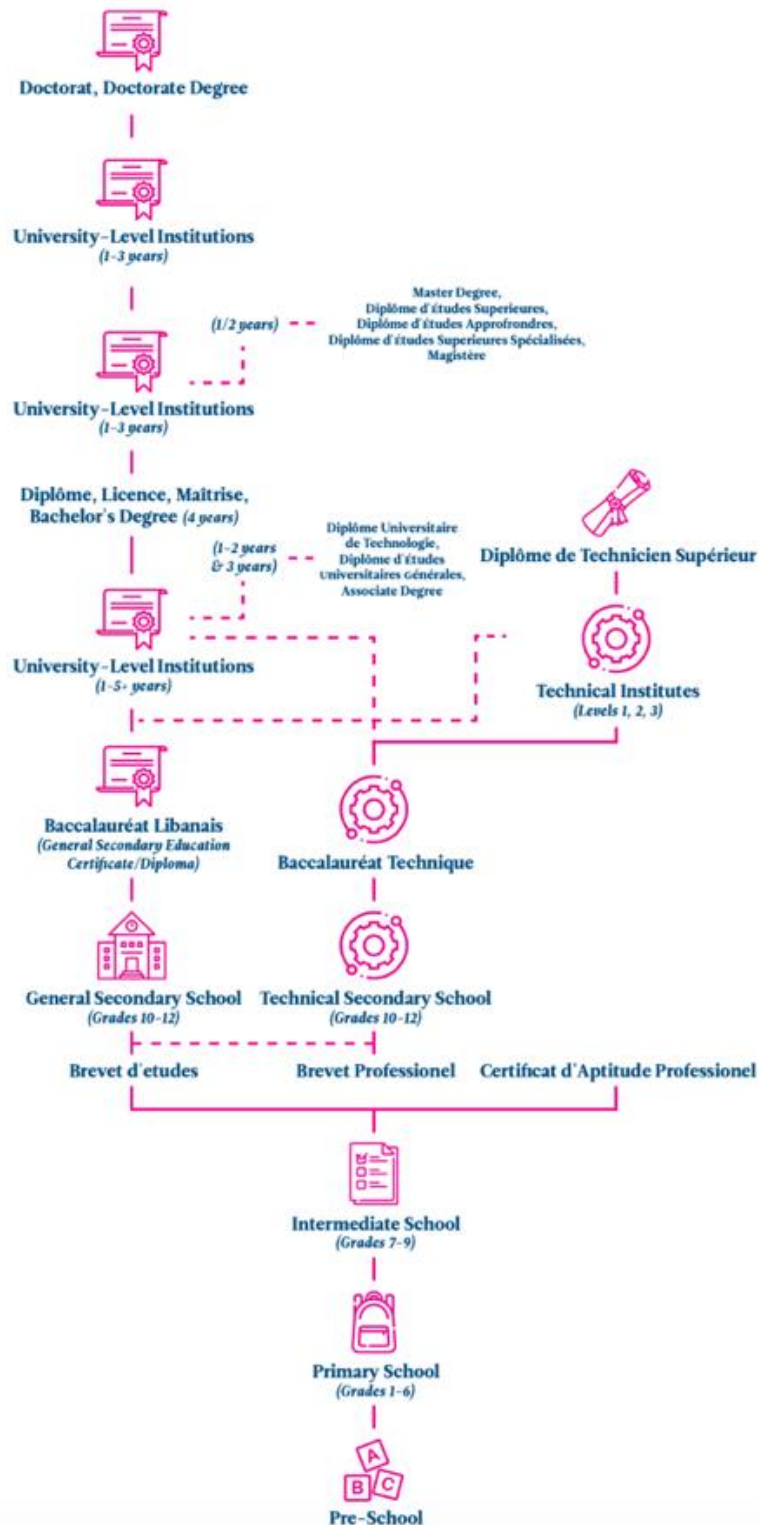 Doctorat, Doctorate Degree
University-Level Institutions
(1-3 years)
(1/2 years)
Master Degree,
Diplôme d'Études Superieures,
Diplôme d'Études Approfrondres,
Diplôme d'Études Superieures Spécialisées,
Magistère
University-Level Institutions
(1-3 years)
Diplôme, Licence, Maîtrise,
Bachelor's Degree (4 years)
(1-2 years
& 3 years)
Diplôme Universitaire
de Technologie,
Diplôme d'Études
Universitaires Générales,
Associate Degree
Diplôme de Technicien Supérieur
University-Level Institutions
(1-5+ years)
Technical Institutes
(Levels 1, 2, 3)
Baccalauréat Libanais
(General Secondary Education
Certificate/Diploma)
Baccalauréat Technique
General Secondary School
(Grades 10-12)
Technical Secondary School
(Grades 10-12)
Brevet d'etudes
Brevet Professionel
Certificat d'Aptitude Professionel
Intermediate School
(Grades 7-9)
Primary School
(Grades 1-6)
A
B C
Pre-School